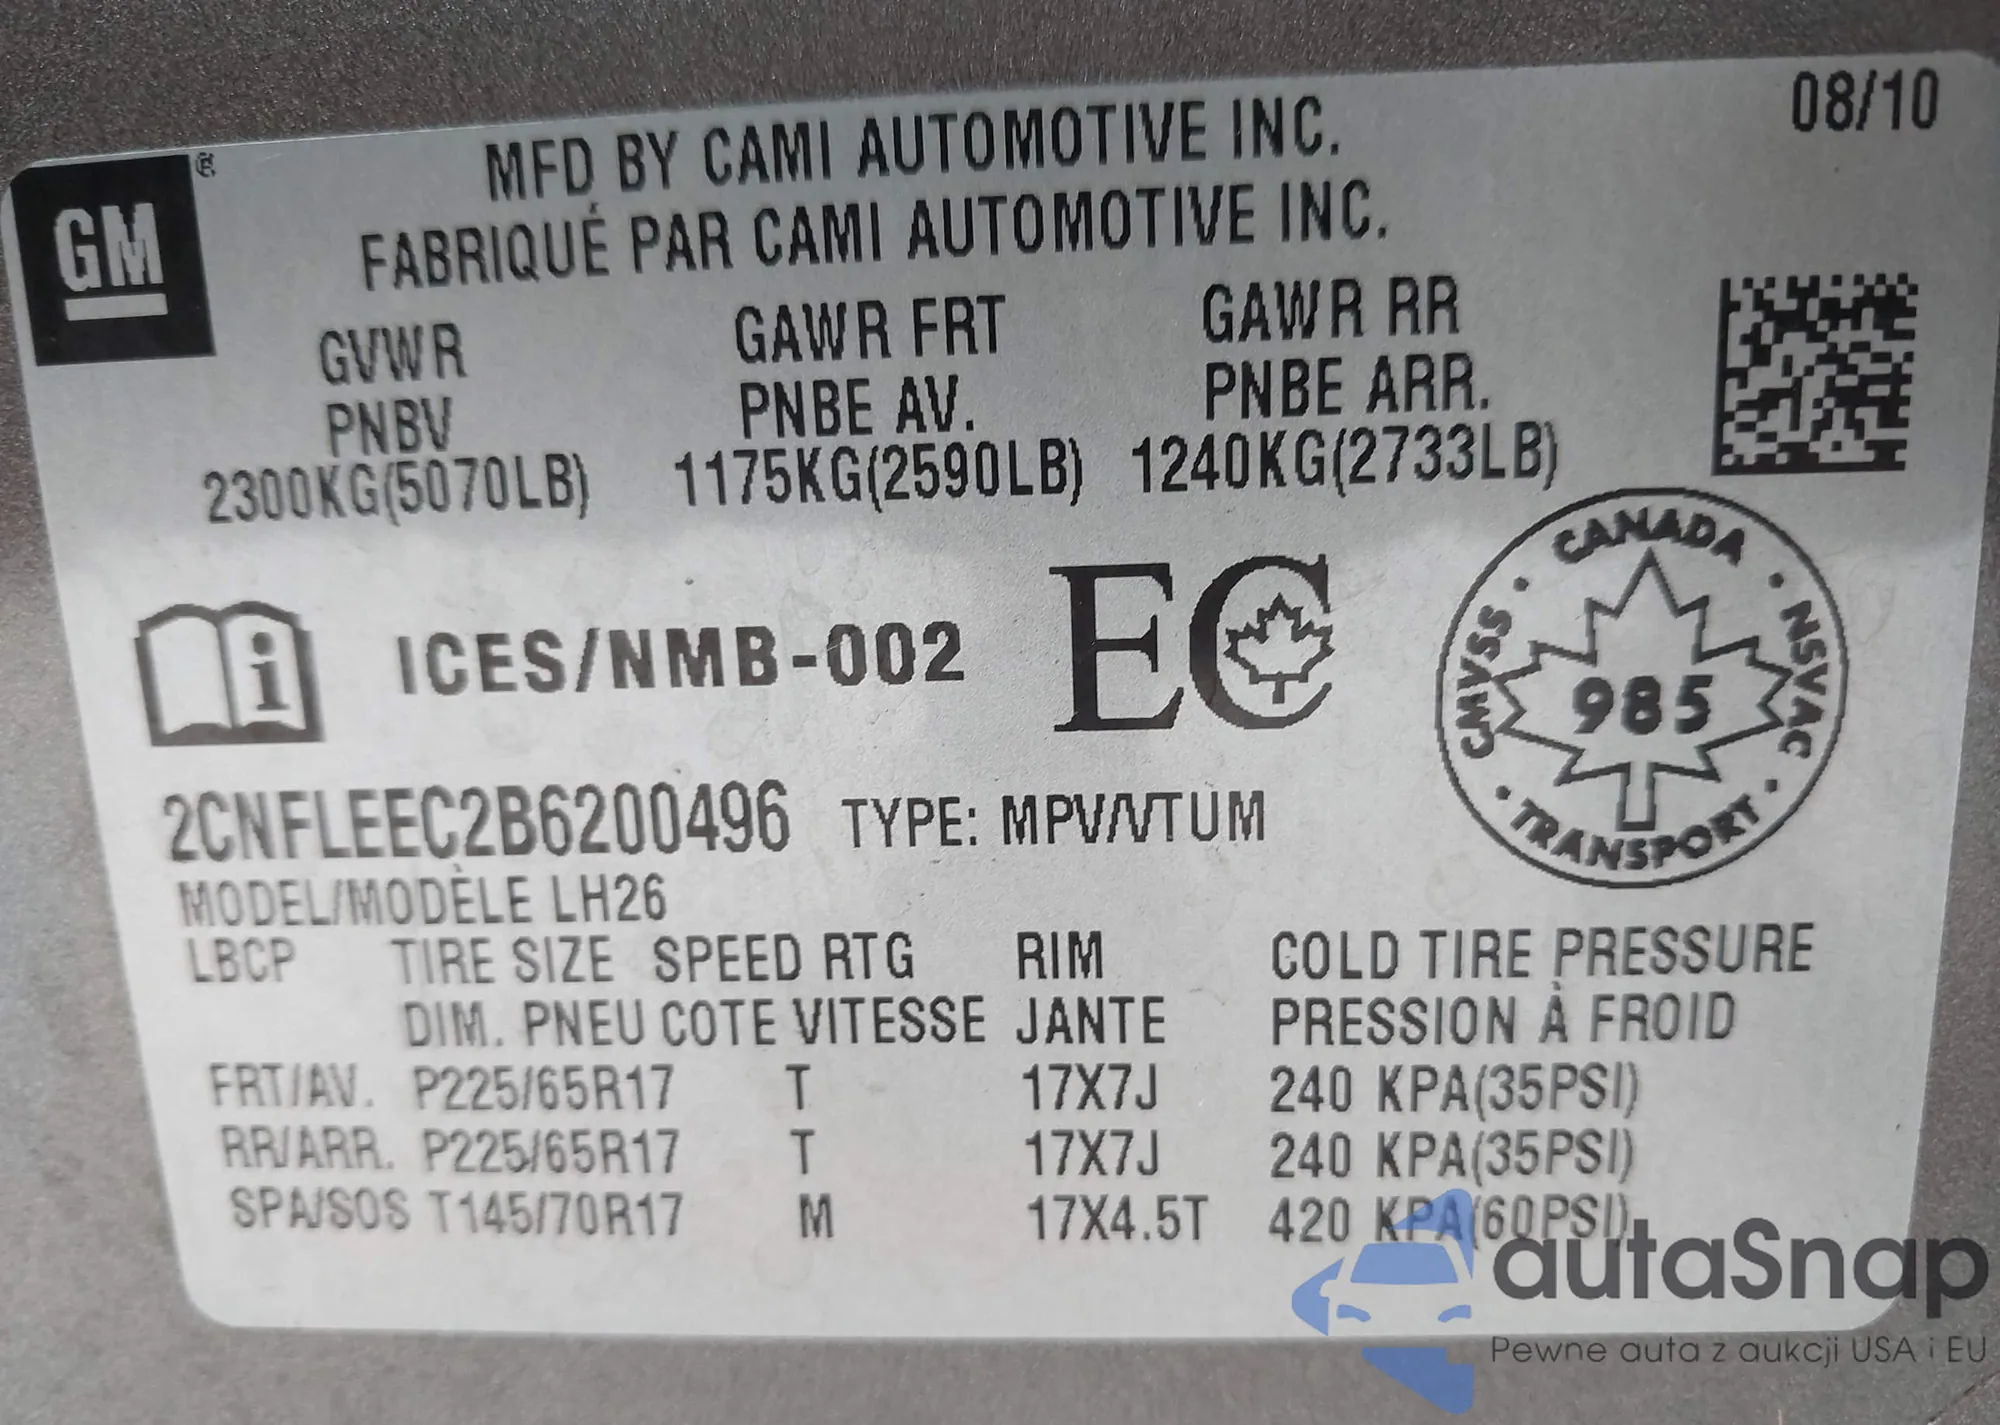 08/10
GM ®
MFD BY CAMI AUTOMOTIVE INC.
FABRIQUÉ PAR CAMI AUTOMOTIVE INC.
GVWR GAWR FRT GAWR RR
PNBV PNBE AV. PNBE ARR.
2300KG(5070LB) 1175KG(2590LB) 1240KG(2733LB)
i ICES/NMB-002 EC
CANADA
CMVSS 985 NSVAC
TRANSPORT
2CNFLEEC2B6200496 TYPE: MPV/VTUM
MODEL/MODÈLE LH26
LBCP TIRE SIZE SPEED RTG RIM COLD TIRE PRESSURE
DIM. PNEU COTE VITESSE JANTE PRESSION À FROID
FRT/AV. P225/65R17 T 17X7J 240 KPA(35PSI)
RR/ARR. P225/65R17 T 17X7J 240 KPA(35PSI)
SPA/SOS T145/70R17 M 17X4.5T 420 KPA(60PSI)
autaSnap
Pewne auta z aukcji USA i EU